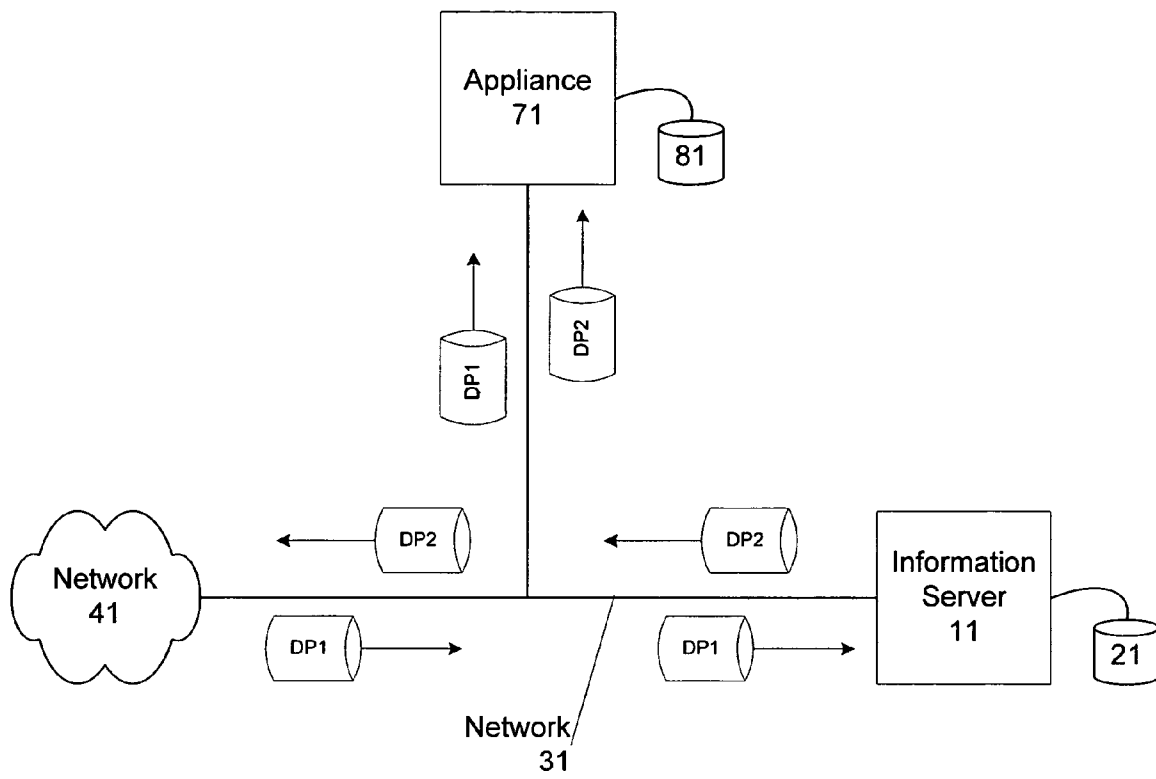 Appliance
71
81
DP1
DP2
DP2
DP2
Network
41
Information
Server
11
DP1
DP1
21
Network
31